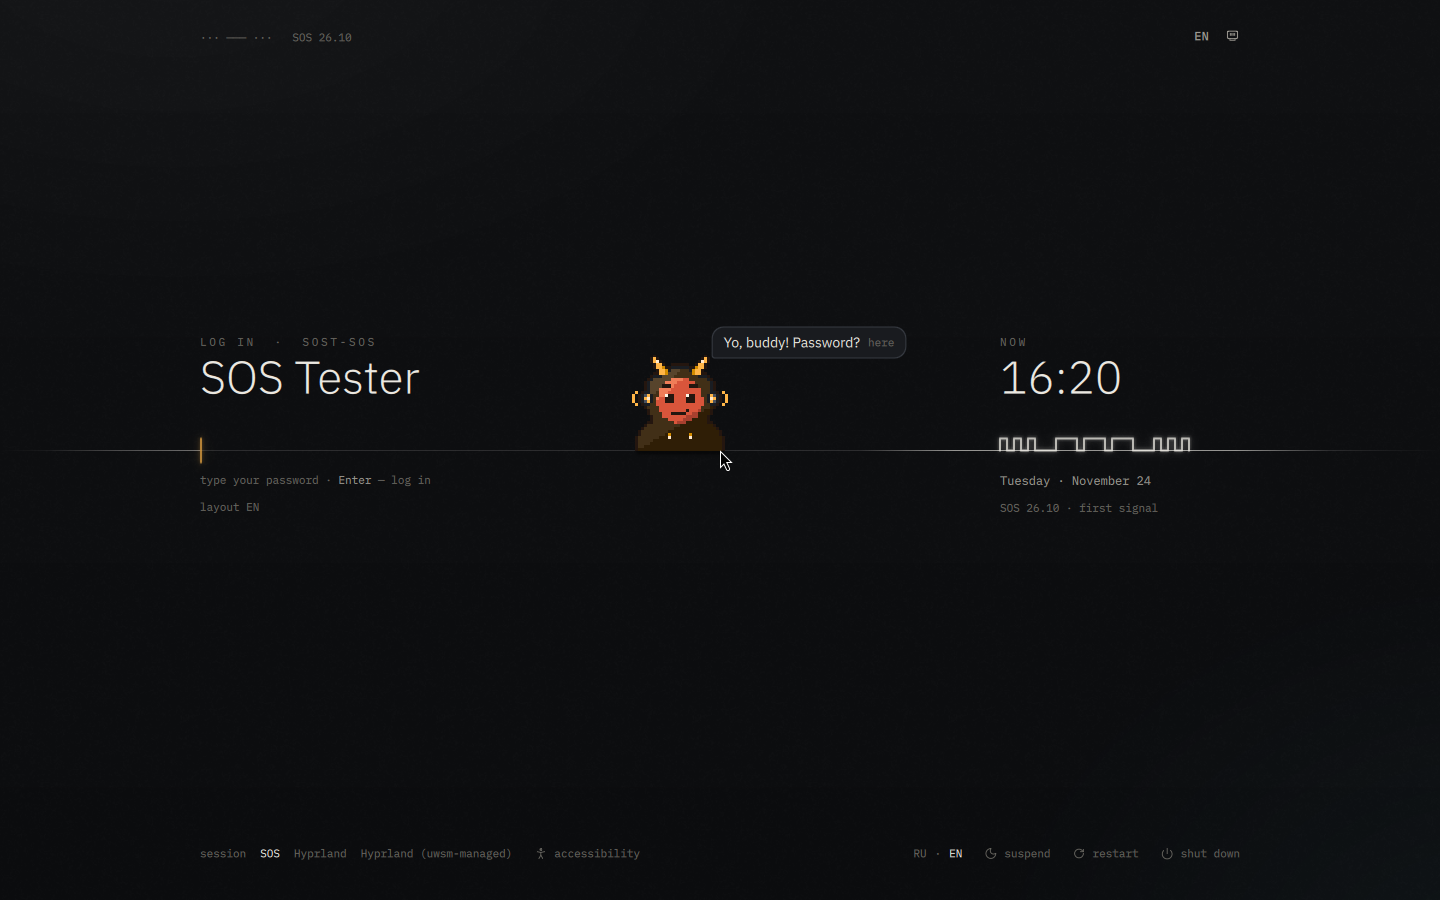 ··· —— ··· SOS 26.10
EN
LOG IN · SOST-SOS
SOS Tester
Yo, buddy! Password? here
NOW
16:20
type your password · Enter — log in
layout EN
Tuesday · November 24
SOS 26.10 · first signal
session SOS Hyprland Hyprland (uwsm-managed) accessibility
RU · EN suspend restart shut down